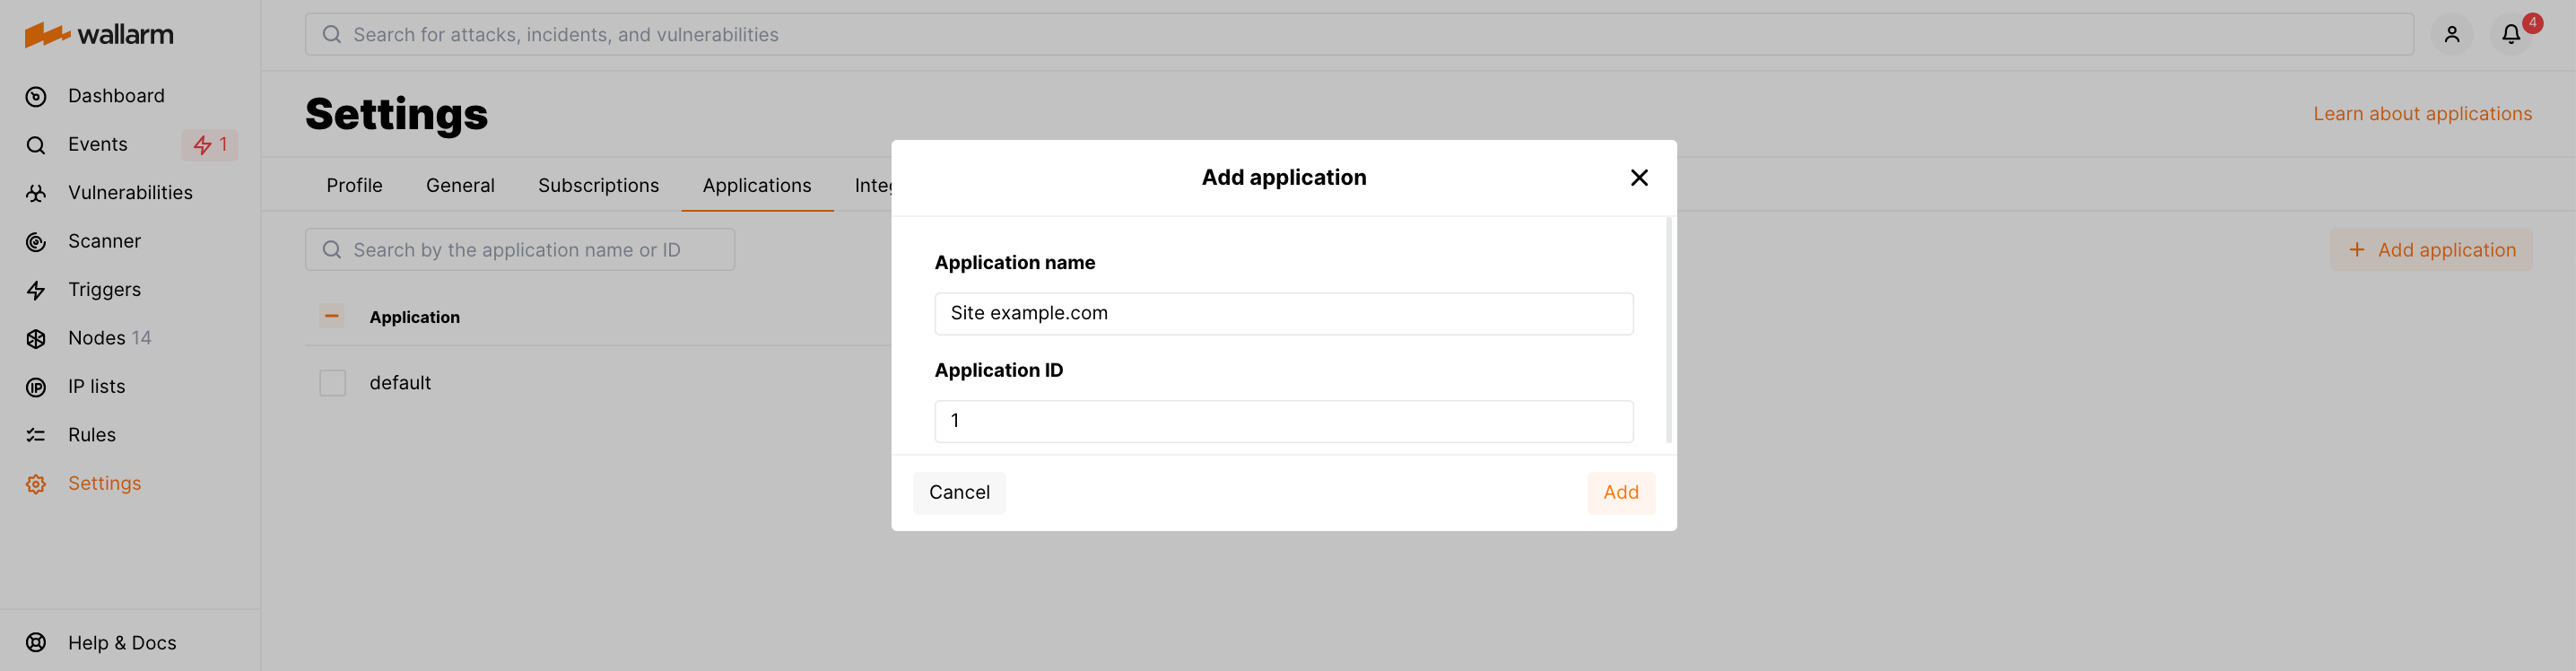 wallarm
Search for attacks, incidents, and vulnerabilities
4
Dashboard
Events 1
Vulnerabilities
Scanner
Triggers
Nodes 14
IP lists
Rules
Settings
Help & Docs
Settings
Learn about applications
Profile General Subscriptions Applications Integ
Search by the application name or ID
+ Add application
Application
default
Add application
Application name
Site example.com
Application ID
1
Cancel Add